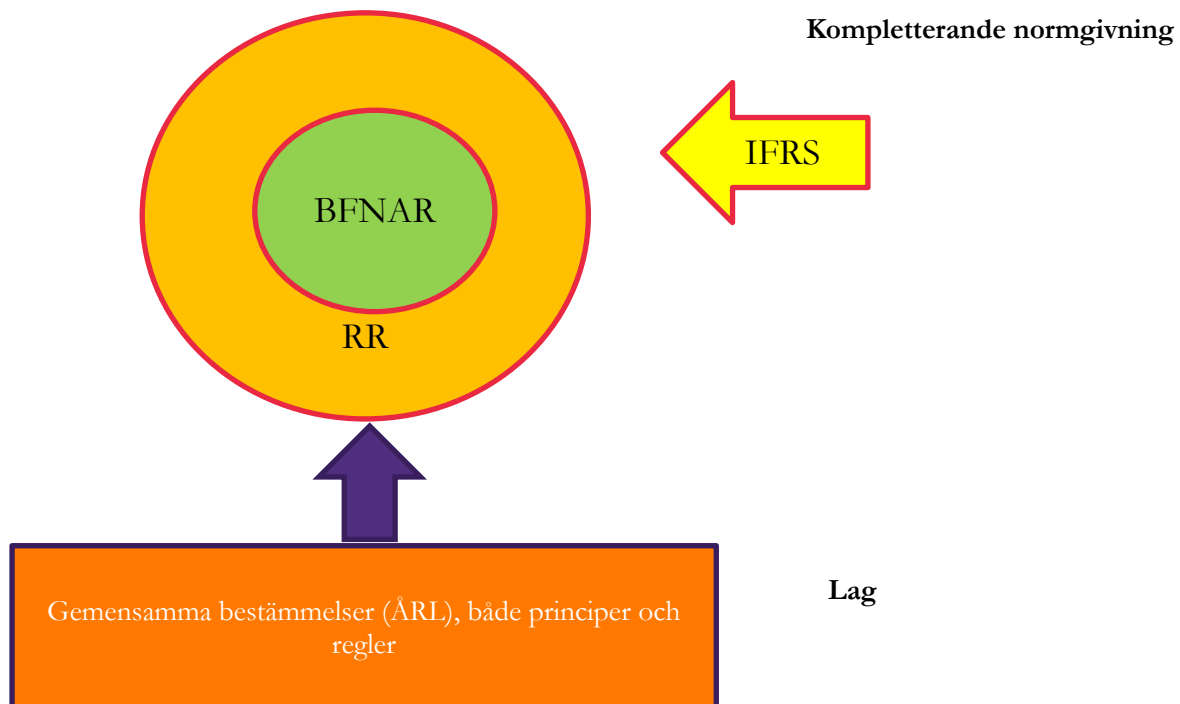 Kompletterande normgivning
IFRS
BFNAR
RR
Lag
Gemensamma bestämmelser (ÅRL), både principer och
regler